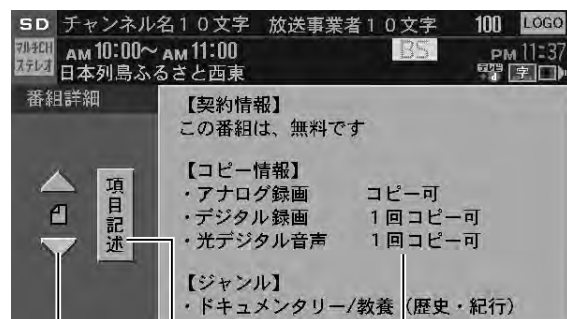 SD チャンネル名10文字 放送事業者10文字 100 LOGO
マルチCH ステレオ AM 10:00～AM 11:00 BS PM 11:37
日本列島ふるさと西東 テレビ 字
番組詳細
項目記述
【契約情報】
この番組は、無料です
【コピー情報】
・アナログ録画 コピー可
・デジタル録画 1回コピー可
・光デジタル音声 1回コピー可
【ジャンル】
・ドキュメンタリー/教養（歴史・紀行）